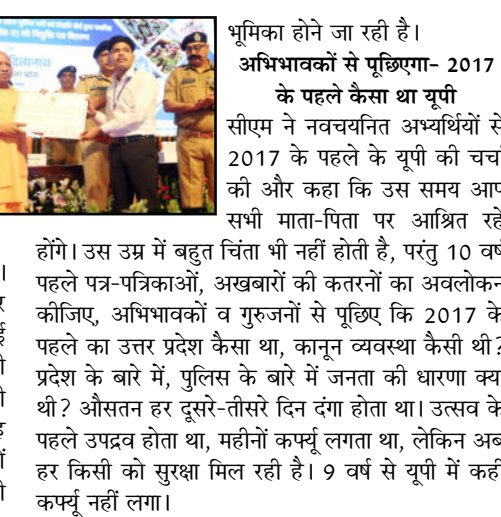 भूमिका होने जा रही है।
अभिभावकों से पूछिएगा- 2017
के पहले कैसा था यूपी
सीएम ने नवचयनित अभ्यर्थियों से
2017 के पहले के यूपी की चर्चा
की और कहा कि उस समय आप
सभी माता-पिता पर आश्रित रहे
होंगे। उस उम्र में बहुत चिंता भी नहीं होती है, परंतु 10 वर्ष
पहले पत्र-पत्रिकाओं, अखबारों की कतरनों का अवलोकन
कीजिए, अभिभावकों व गुरुजनों से पूछिए कि 2017 के
पहले का उत्तर प्रदेश कैसा था, कानून व्यवस्था कैसी थी?
प्रदेश के बारे में, पुलिस के बारे में जनता की धारणा क्या
थी? औसतन हर दूसरे-तीसरे दिन दंगा होता था। उत्सव के
पहले उपद्रव होता था, महीनों कर्फ्यू लगता था, लेकिन अब
हर किसी को सुरक्षा मिल रही है। 9 वर्ष से यूपी में कहीं
कर्फ्यू नहीं लगा।